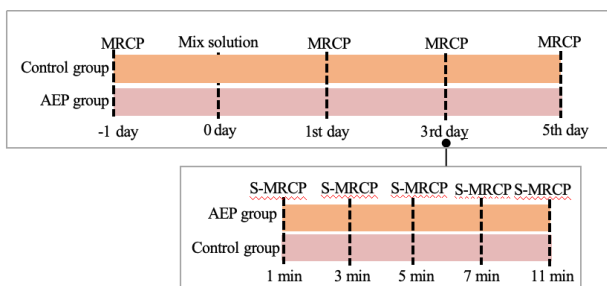 MRCP Mix solution MRCP MRCP MRCP
Control group
AEP group
-1 day 0 day 1st day 3rd day 5th day
S-MRCP S-MRCP S-MRCP S-MRCP S-MRCP
AEP group
Control group
1 min 3 min 5 min 7 min 11 min